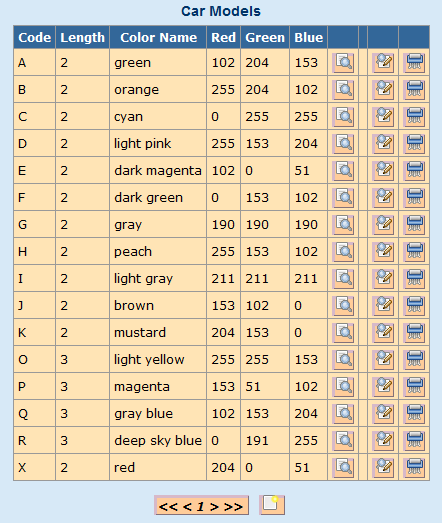 Car Models
Code Length Color Name Red Green Blue
A 2 green 102 204 153
B 2 orange 255 204 102
C 2 cyan 0 255 255
D 2 light pink 255 153 204
E 2 dark magenta 102 0 51
F 2 dark green 0 153 102
G 2 gray 190 190 190
H 2 peach 255 153 102
I 2 light gray 211 211 211
J 2 brown 153 102 0
K 2 mustard 204 153 0
O 3 light yellow 255 255 153
P 3 magenta 153 51 102
Q 3 gray blue 102 153 204
R 3 deep sky blue 0 191 255
X 2 red 204 0 51
<< < 1 > >>